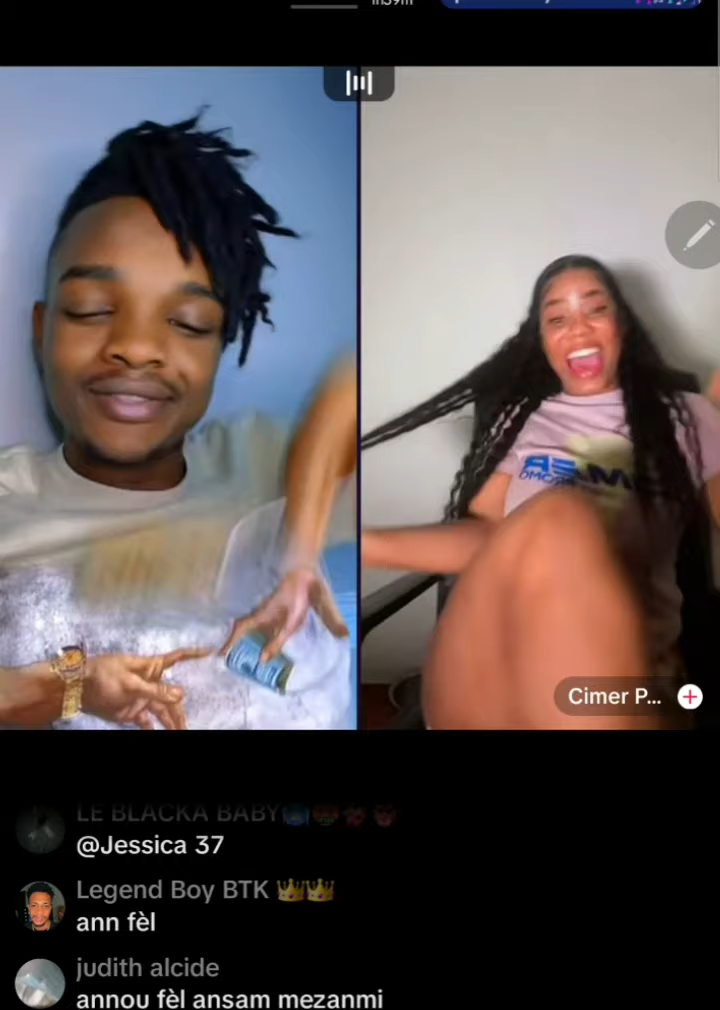 Cimer P...
LE BLACKA BABY
@Jessica 37
Legend Boy BTK 👑👑
ann fèl
judith alcide
annou fèl ansam mezanmi